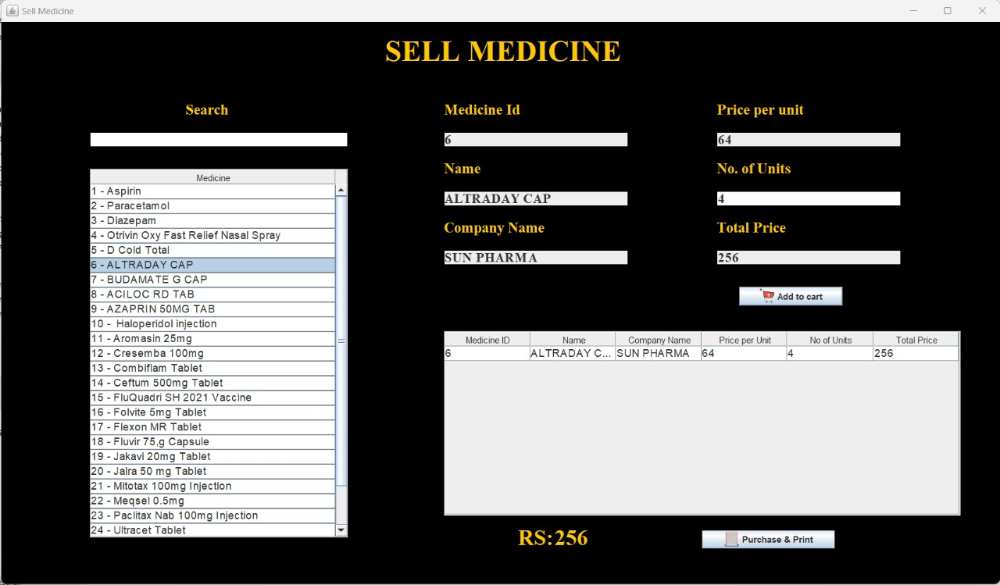 Sell Medicine
SELL MEDICINE
Search
Medicine
1 - Aspirin
2 - Paracetamol
3 - Diazepam
4 - Otrivin Oxy Fast Relief Nasal Spray
5 - D Cold Total
6 - ALTRADAY CAP
7 - BUDAMATE G CAP
8 - ACILOC RD TAB
9 - AZAPRIN 50MG TAB
10 -  Haloperidol injection
11 - Aromasin 25mg
12 - Cresemba 100mg
13 - Combiflam Tablet
14 - Ceftum 500mg Tablet
15 - FluQuadri SH 2021 Vaccine
16 - Folvite 5mg Tablet
17 - Flexon MR Tablet
18 - Fluvir 75,g Capsule
19 - Jakavi 20mg Tablet
20 - Jalra 50 mg Tablet
21 - Mitotax 100mg Injection
22 - Meqsel 0.5mg
23 - Paclitax Nab 100mg Injection
24 - Ultracet Tablet
Medicine Id
6
Name
ALTRADAY CAP
Company Name
SUN PHARMA
Price per unit
64
No. of Units
4
Total Price
256
Add to cart
Medicine ID Name Company Name Price per Unit No of Units Total Price
6 ALTRADAY C... SUN PHARMA 64 4 256
RS:256
Purchase & Print